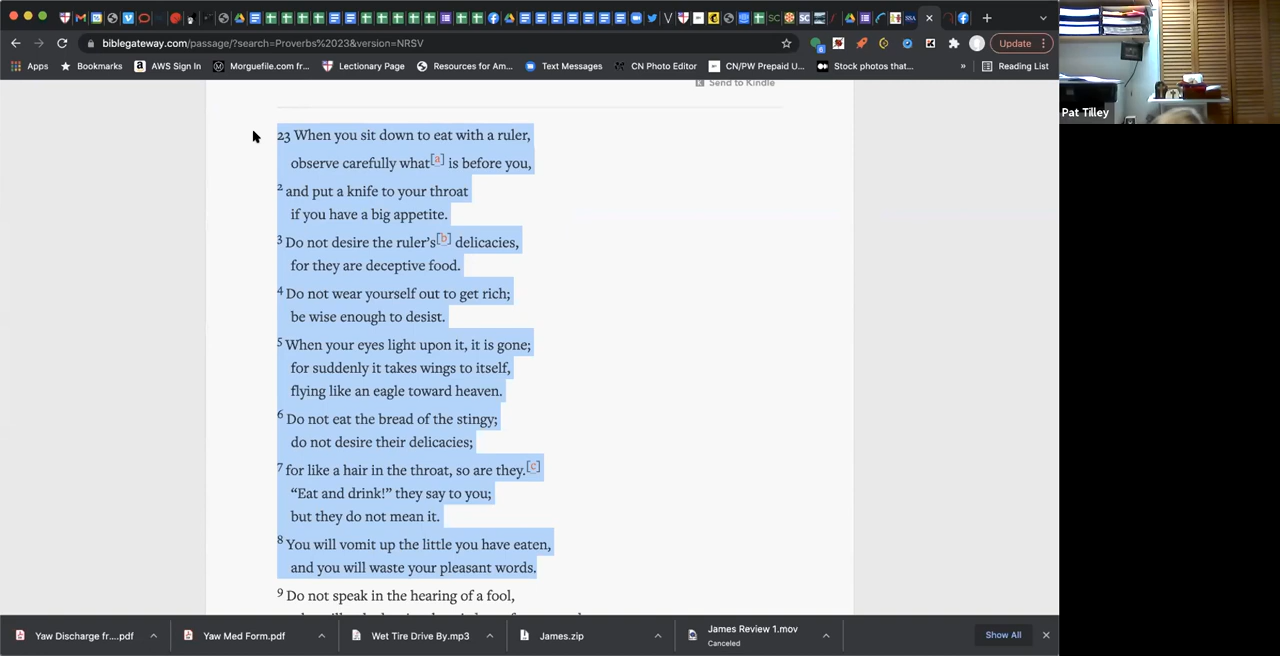 biblegateway.com/passage/?search=Proverbs%2023&version=NRSV
Update
Apps
Bookmarks
AWS Sign In
Morguefile.com fr...
Lectionary Page
Resources for Am...
Text Messages
CN Photo Editor
CN/PW Prepaid U...
Stock photos that...
»
Reading List
Pat Tilley
Send to Kindle
23 When you sit down to eat with a ruler,
observe carefully what[a] is before you,
2 and put a knife to your throat
if you have a big appetite.
3 Do not desire the ruler’s[b] delicacies,
for they are deceptive food.
4 Do not wear yourself out to get rich;
be wise enough to desist.
5 When your eyes light upon it, it is gone;
for suddenly it takes wings to itself,
flying like an eagle toward heaven.
6 Do not eat the bread of the stingy;
do not desire their delicacies;
7 for like a hair in the throat, so are they.[c]
“Eat and drink!” they say to you;
but they do not mean it.
8 You will vomit up the little you have eaten,
and you will waste your pleasant words.
9 Do not speak in the hearing of a fool,
Yaw Discharge fr....pdf
Yaw Med Form.pdf
Wet Tire Drive By.mp3
James.zip
James Review 1.mov
Canceled
Show All